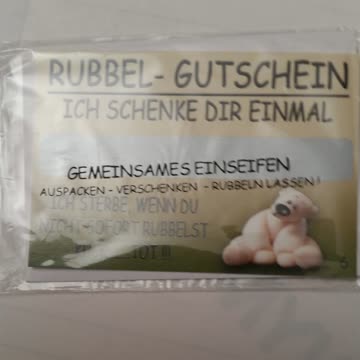 RUBBEL- GUTSCHEIN
ICH SCHENKE DIR EINMAL
GEMEINSAMES EINSEIFEN
AUSPACKEN - VERSCHENKEN - RUBBELN LASSEN!
ICH STERBE, WENN DU
NICHT SOFORT RUBBELST
TOT !!!